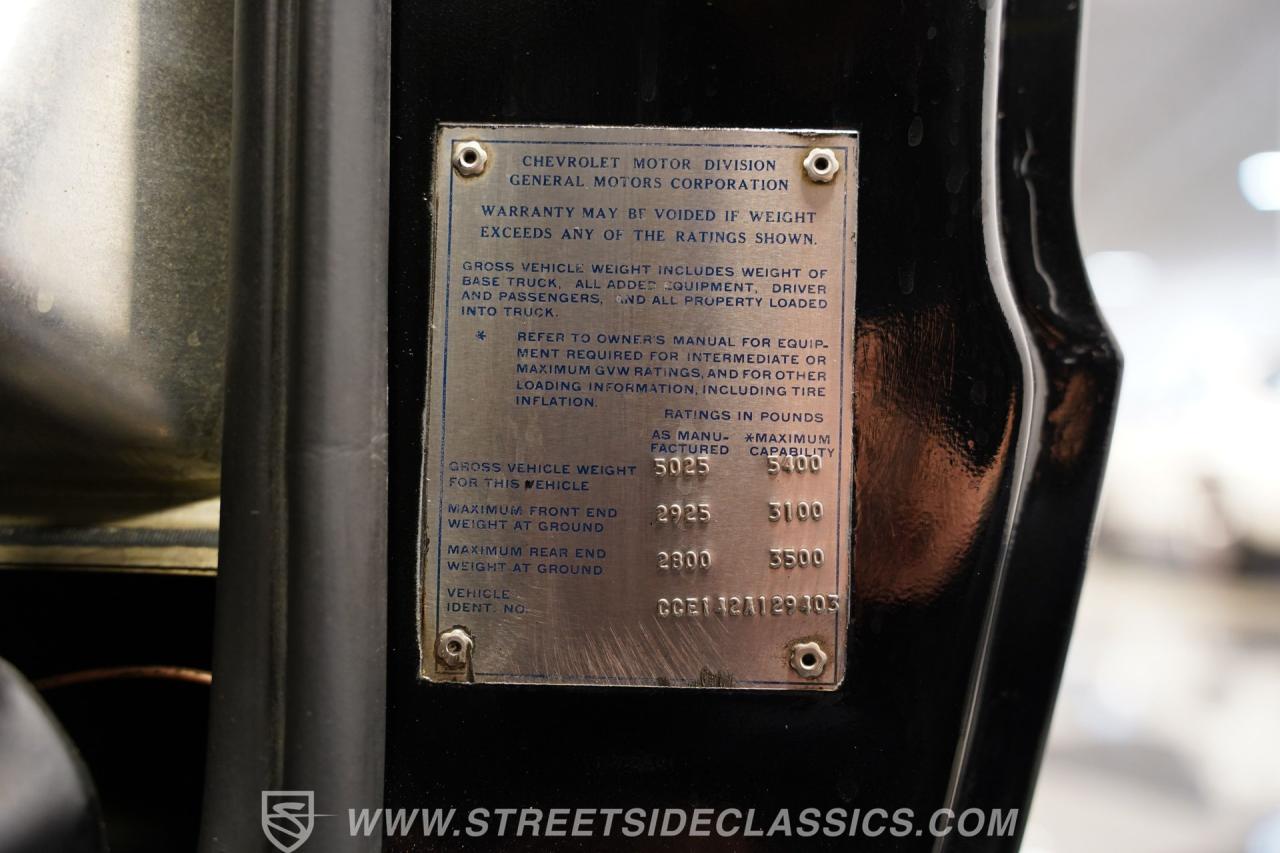 CHEVROLET MOTOR DIVISION
GENERAL MOTORS CORPORATION
WARRANTY MAY BE VOIDED IF WEIGHT
EXCEEDS ANY OF THE RATINGS SHOWN.
GROSS VEHICLE WEIGHT INCLUDES WEIGHT OF
BASE TRUCK, ALL ADDED EQUIPMENT, DRIVER
AND PASSENGERS, AND ALL PROPERTY LOADED
INTO TRUCK.
* REFER TO OWNER'S MANUAL FOR EQUIP-
MENT REQUIRED FOR INTERMEDIATE OR
MAXIMUM GVW RATINGS, AND FOR OTHER
LOADING INFORMATION, INCLUDING TIRE
INFLATION.
RATINGS IN POUNDS
AS MANU- *MAXIMUM
FACTURED CAPABILITY
GROSS VEHICLE WEIGHT 5025 5400
FOR THIS VEHICLE
MAXIMUM FRONT END 2925 3100
WEIGHT AT GROUND
MAXIMUM REAR END 2800 3500
WEIGHT AT GROUND
VEHICLE
IDENT. NO. CCE142A129403
WWW.STREETSIDECLASSICS.COM